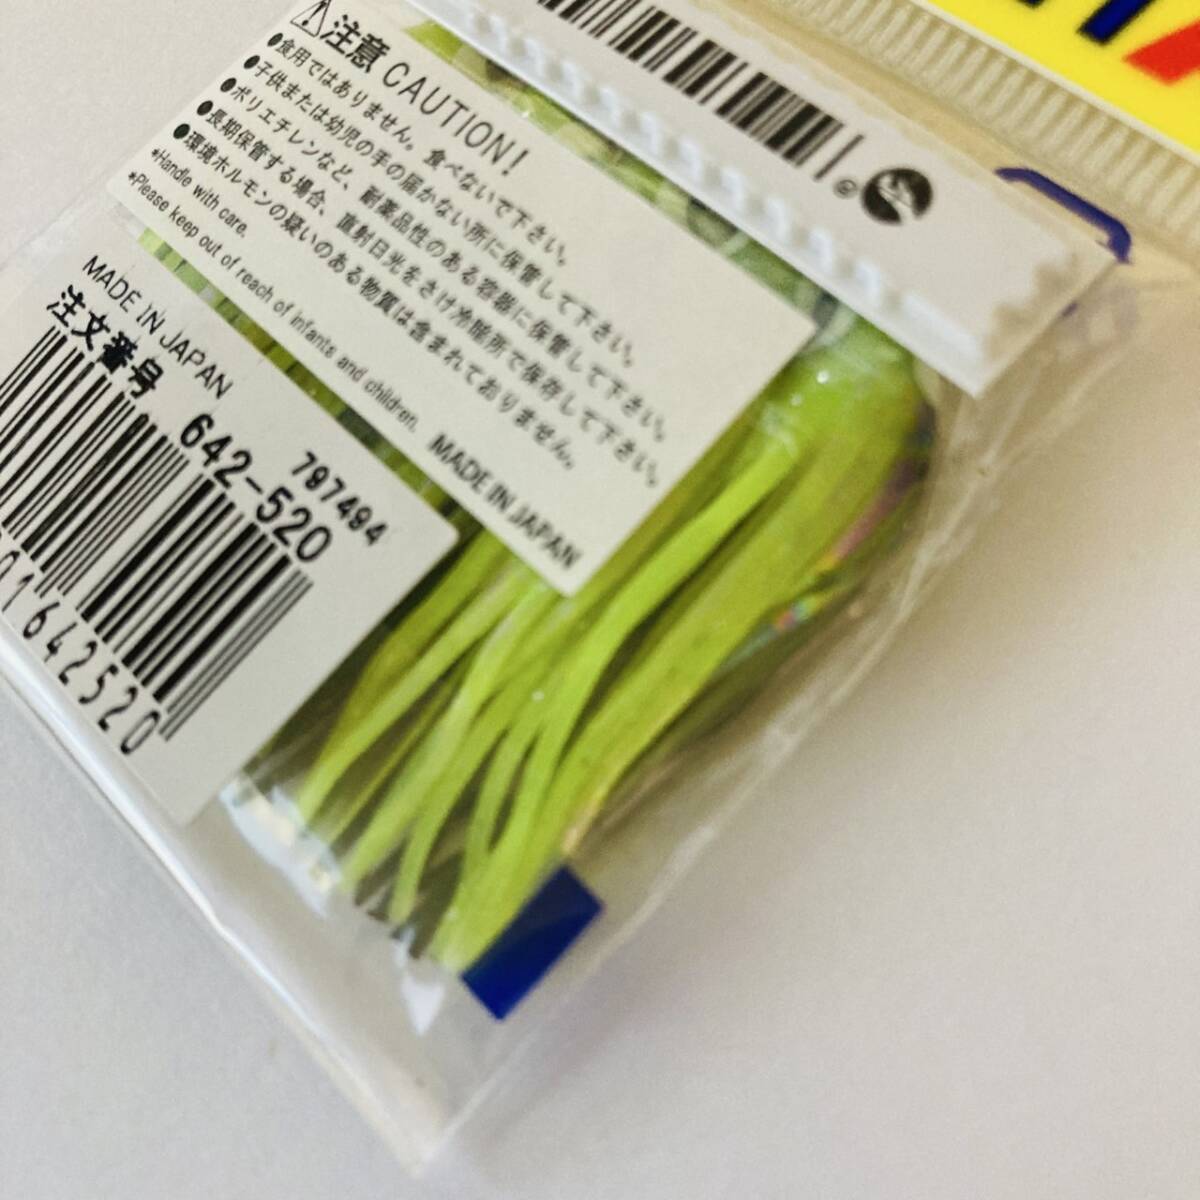 ⚠注意 CAUTION!
●食用ではありません。食べないで下さい。
●子供または幼児の手の届かない所に保管して下さい。
●ポリエチレンなど、耐薬品性のある容器に保管して下さい。
●長期保管する場合、直射日光をさけ冷暗所で保存して下さい。
●環境ホルモンの疑いのある物質は含まれておりません。
*Handle with care.
*Please keep out of reach of infants and children.
MADE IN JAPAN
MADE IN JAPAN
797494
注文番号 642-520
01642520